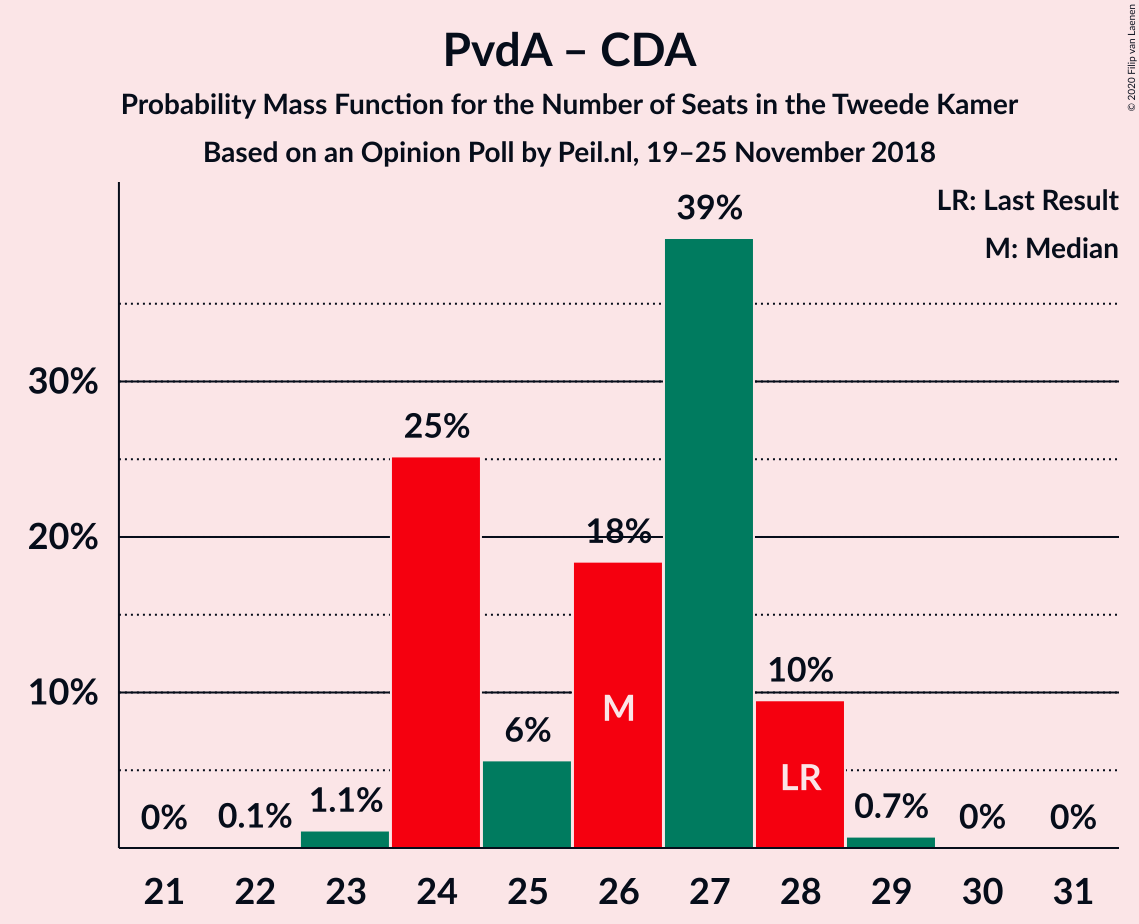 PvdA – CDA
Probability Mass Function for the Number of Seats in the Tweede Kamer
Based on an Opinion Poll by Peil.nl, 19–25 November 2018
© 2020 Filip van Laenen
LR: Last Result
M: Median
39%
30%
25%
20%
18%
10%
10%
M
6%
LR
0%
0.1%
1.1%
0.7%
0%
0%
21 22 23 24 25 26 27 28 29 30 31